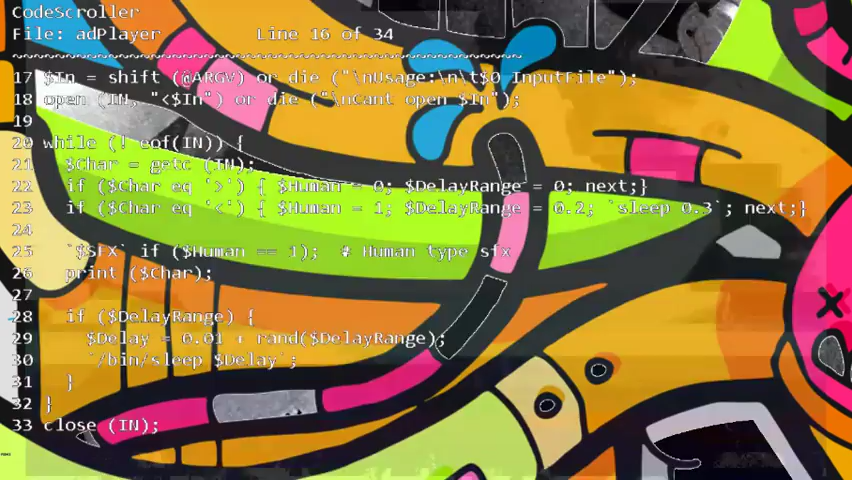 CodeScroller
File: adPlayer Line 16 of 34
~~~~~~~~~~~~~~~~~~~~~~~~~~~~~~~~~~~~~~~~~~~~~~~~
17 $In = shift (@ARGV) or die ("\nUsage:\n\t$0 InputFile");
18 open (IN, "<$In") or die ("\nCant open $In");
19
20 while (! eof(IN)) {
21 $Char = getc (IN);
22 if ($Char eq '>') { $Human = 0; $DelayRange = 0; next;}
23 if ($Char eq '<') { $Human = 1; $DelayRange = 0.2; `sleep 0.3`; next;}
24
25 `$SFX` if ($Human == 1); # Human type sfx
26 print ($Char);
27
28 if ($DelayRange) {
29 $Delay = 0.01 + rand($DelayRange);
30 `/bin/sleep $Delay`;
31 }
32 }
33 close (IN);